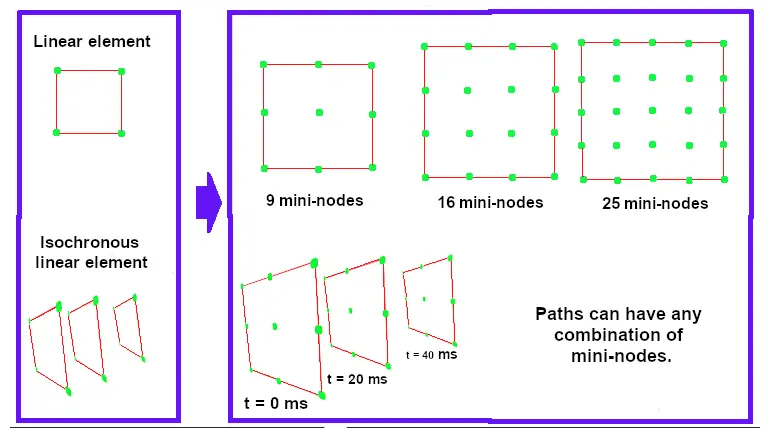 Linear element
9 mini-nodes
16 mini-nodes
25 mini-nodes
Isochronous
linear element
t = 0 ms
t = 20 ms
t = 40 ms
Paths can have any
combination of
mini-nodes.